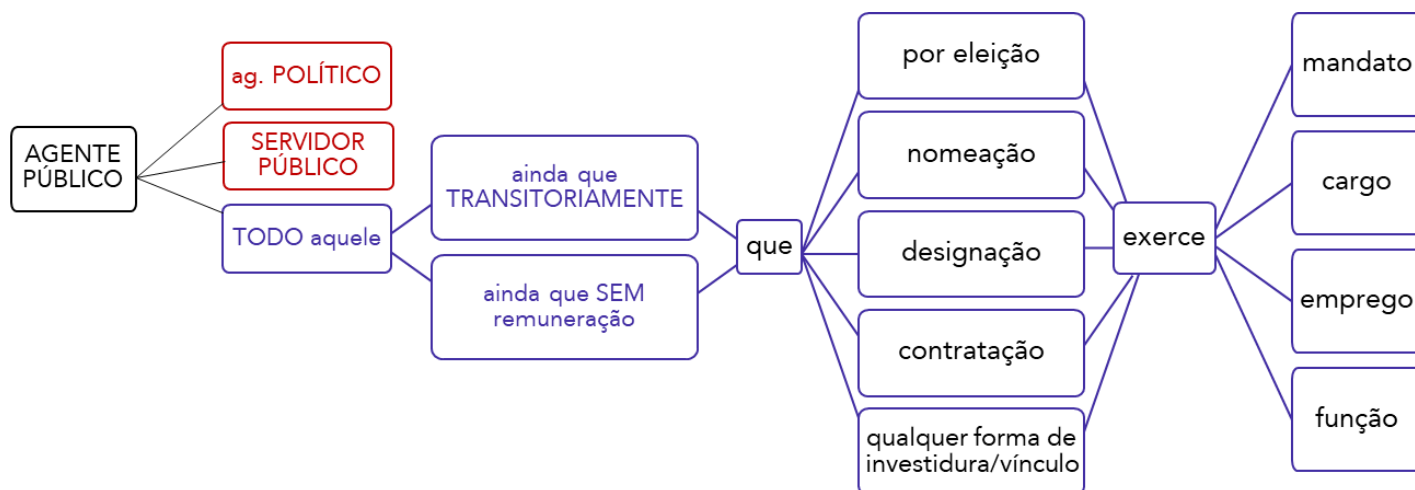 AGENTE
PÚBLICO
ag. POLÍTICO
SERVIDOR
PÚBLICO
TODO aquele
ainda que
TRANSITORIAMENTE
ainda que SEM
remuneração
que
por eleição
nomeação
designação
contratação
qualquer forma de
investidura/vínculo
exerce
mandato
cargo
emprego
função